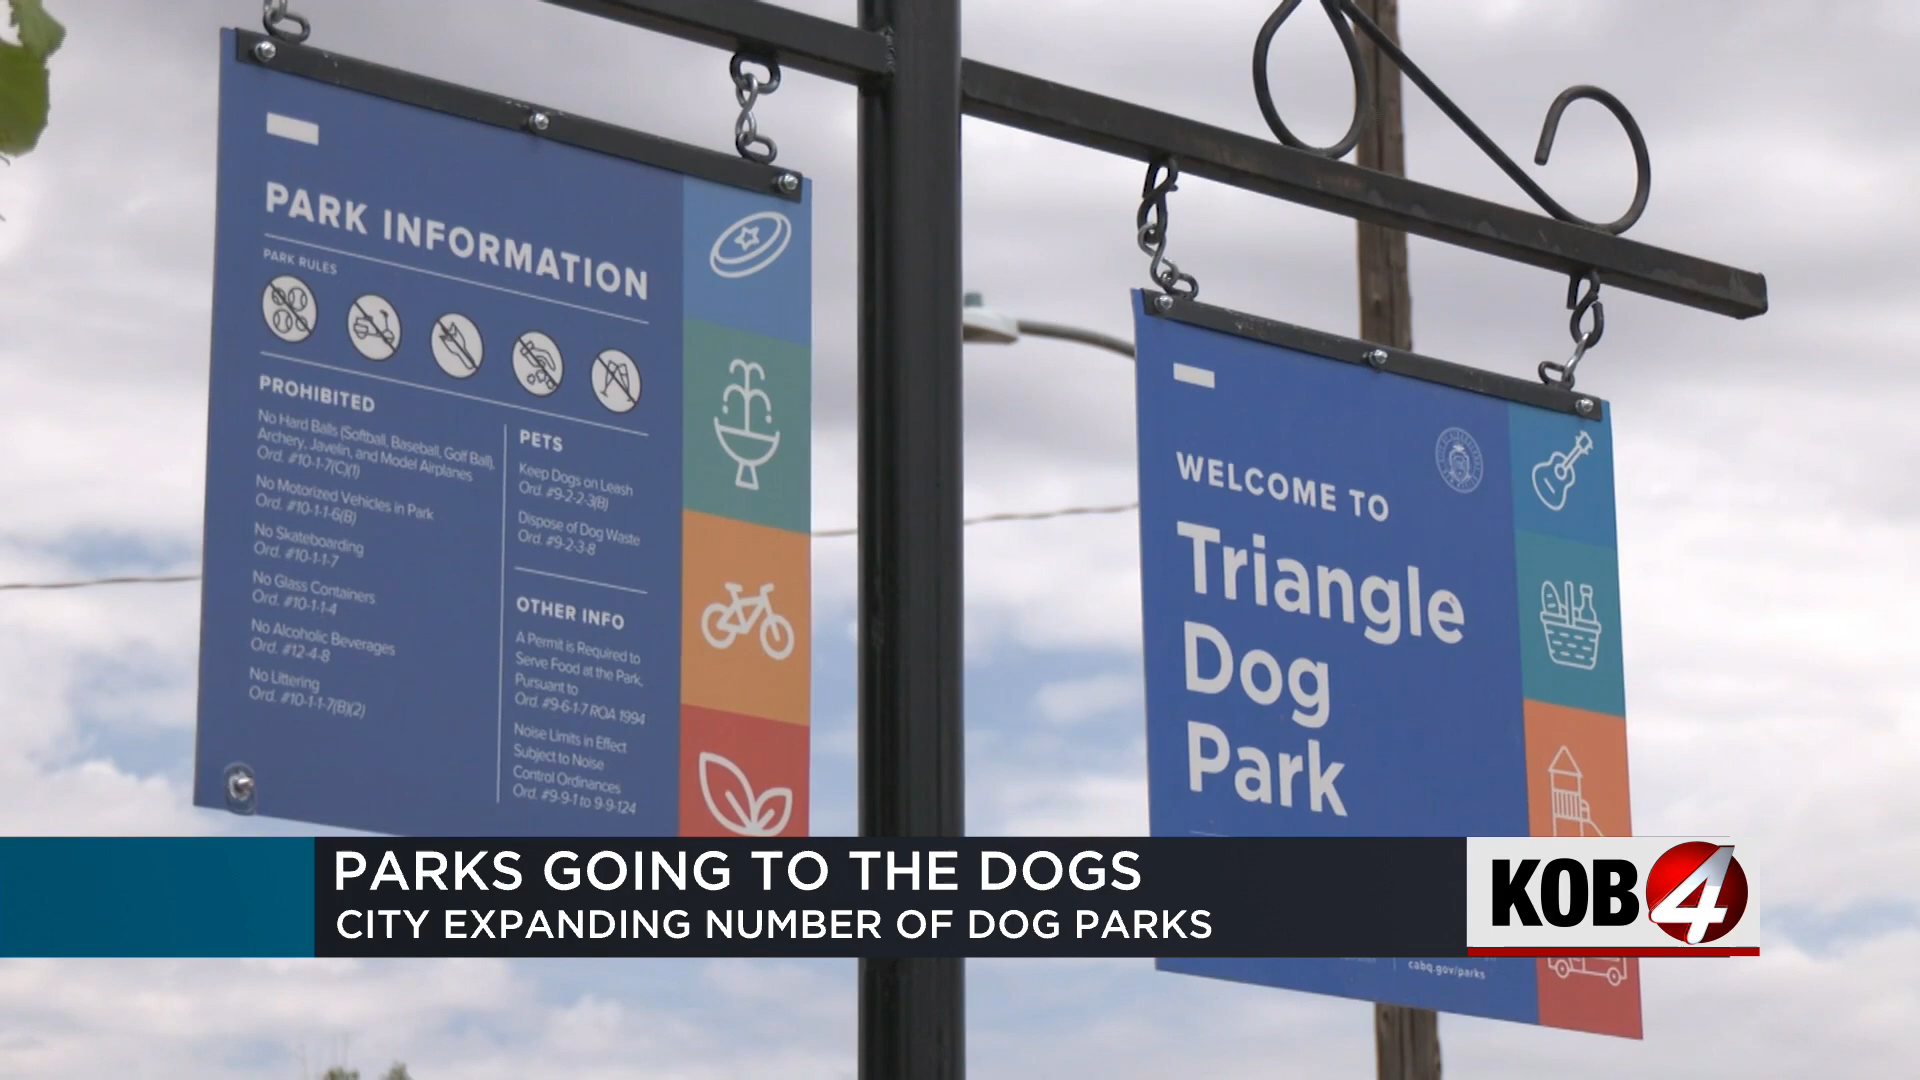 PARK INFORMATION
PARK RULES
PROHIBITED
No Hard Balls (Softball, Baseball, Golf Ball),
Archery, Javelin, and Model Airplanes
Ord. #10-1-7(C)(1)
No Motorized Vehicles in Park
Ord. #10-1-1-6(B)
No Skateboarding
Ord. #10-1-1-7
No Glass Containers
Ord. #10-1-1-4
No Alcoholic Beverages
Ord. #12-4-8
No Littering
Ord. #10-1-1-7(B)(2)
PETS
Keep Dogs on Leash
Ord. #9-2-2-3(B)
Dispose of Dog Waste
Ord. #9-2-3-8
OTHER INFO
A Permit is Required to
Serve Food at the Park,
Pursuant to
Ord. #9-6-1-7 ROA 1994
Noise Limits in Effect
Subject to Noise
Control Ordinances
Ord. #9-9-1 to 9-9-124
WELCOME TO
Triangle
Dog
Park
cabq.gov/parks
PARKS GOING TO THE DOGS
CITY EXPANDING NUMBER OF DOG PARKS
KOB 4